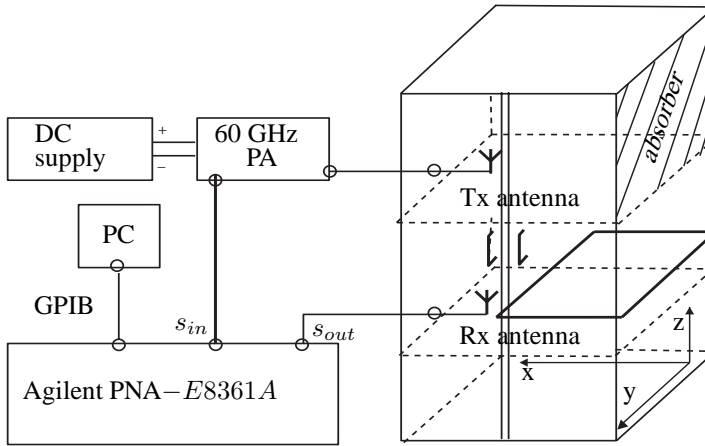 DC
supply
+
−
60 GHz
PA
absorber
Tx antenna
PC
GPIB
s_in
s_out
Rx antenna
z
x
y
Agilent PNA−E8361A